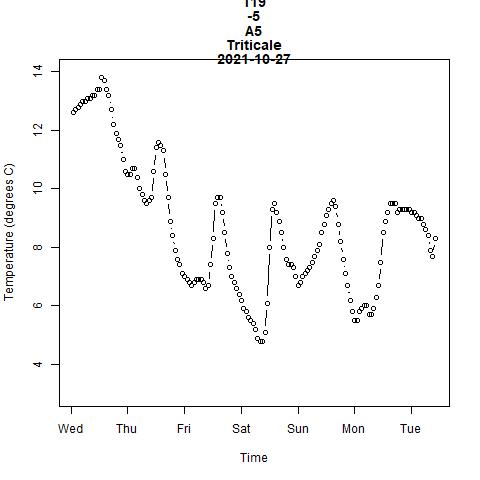 T19
-5
A5
Triticale
2021-10-27
Temperature (degrees C)
14
12
10
8
6
4
Wed Thu Fri Sat Sun Mon Tue
Time